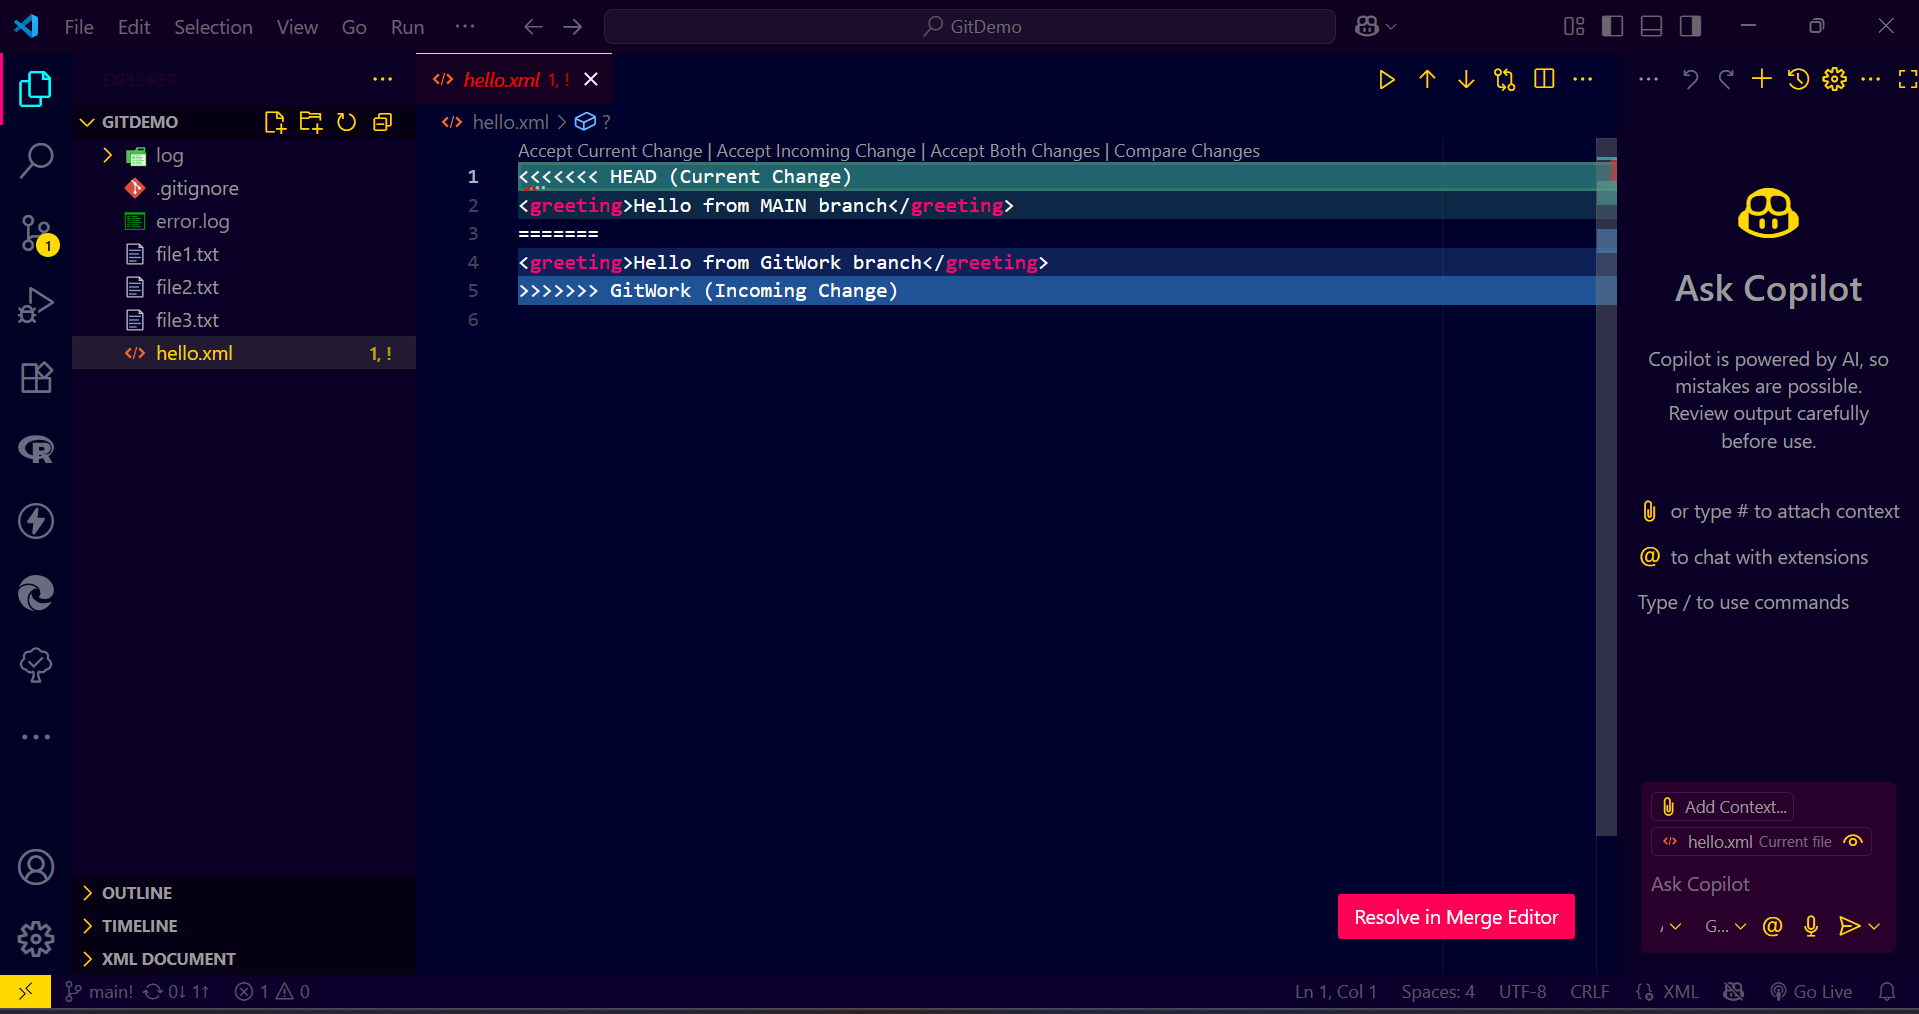 File Edit Selection View Go Run ··· GitDemo
EXPLORER
GITDEMO
log
.gitignore
error.log
file1.txt
file2.txt
file3.txt
hello.xml 1, !
OUTLINE
TIMELINE
XML DOCUMENT
hello.xml 1, !
hello.xml > ?
Accept Current Change | Accept Incoming Change | Accept Both Changes | Compare Changes
1 <<<<<<< HEAD (Current Change)
2 <greeting>Hello from MAIN branch</greeting>
3 =======
4 <greeting>Hello from GitWork branch</greeting>
5 >>>>>>> GitWork (Incoming Change)
6
Resolve in Merge Editor
Ask Copilot
Copilot is powered by AI, so
mistakes are possible.
Review output carefully
before use.
or type # to attach context
@ to chat with extensions
Type / to use commands
Add Context...
hello.xml Current file
Ask Copilot
G... @
1
main! 0↓ 1↑ 1 0 Ln 1, Col 1 Spaces: 4 UTF-8 CRLF XML Go Live